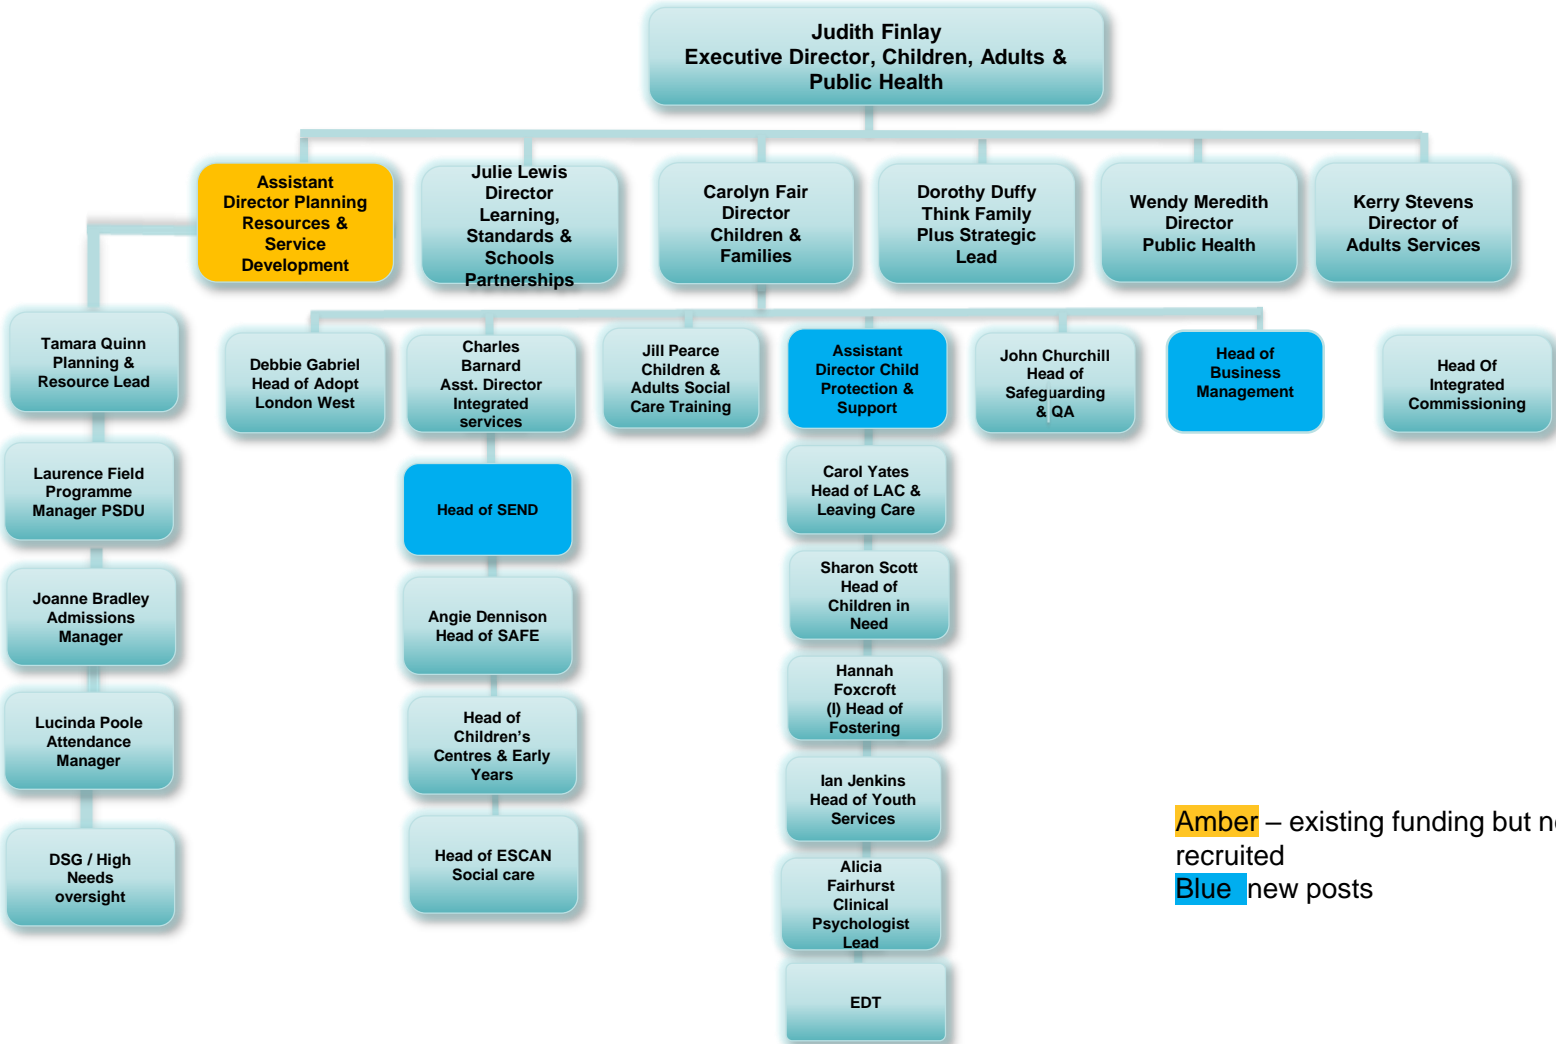 Judith Finlay
Executive Director, Children, Adults &
Public Health
Assistant
Director Planning
Resources &
Service
Development
Julie Lewis
Director
Learning,
Standards &
Schools
Partnerships
Carolyn Fair
Director
Children &
Families
Dorothy Duffy
Think Family
Plus Strategic
Lead
Wendy Meredith
Director
Public Health
Kerry Stevens
Director of
Adults Services
Tamara Quinn
Planning &
Resource Lead
Debbie Gabriel
Head of Adopt
London West
Charles
Barnard
Asst. Director
Integrated
services
Jill Pearce
Children &
Adults Social
Care Training
Assistant
Director Child
Protection &
Support
John Churchill
Head of
Safeguarding
& QA
Head of
Business
Management
Head Of
Integrated
Commissioning
Laurence Field
Programme
Manager PSDU
Head of SEND
Carol Yates
Head of LAC &
Leaving Care
Joanne Bradley
Admissions
Manager
Angie Dennison
Head of SAFE
Sharon Scott
Head of
Children in
Need
Lucinda Poole
Attendance
Manager
Head of
Children's
Centres & Early
Years
Hannah
Foxcroft
(I) Head of
Fostering
DSG / High
Needs
oversight
Head of ESCAN
Social care
Ian Jenkins
Head of Youth
Services
Alicia
Fairhurst
Clinical
Psychologist
Lead
EDT
Amber – existing funding but
recruited
Blue new posts